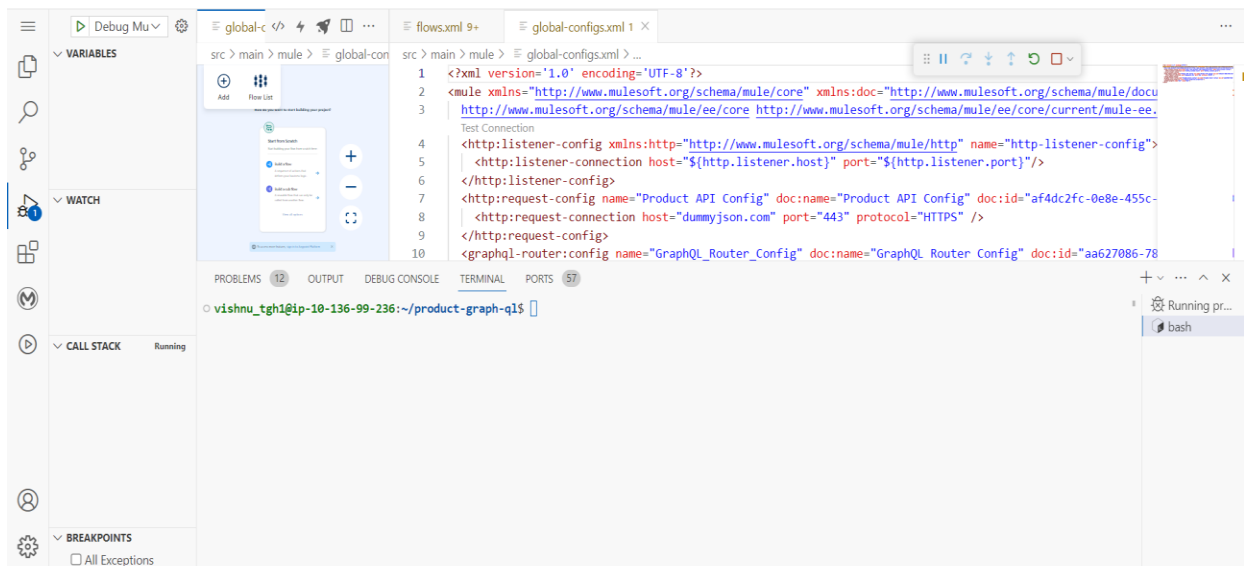 Debug Mu
global-c
flows.xml 9+
global-configs.xml 1
VARIABLES
src > main > mule > global-con
src > main > mule > global-configs.xml > ...
Add
Flow List
Start from Scratch
Build a flow
Build a sub flow
1 <?xml version='1.0' encoding='UTF-8'?>
2 <mule xmlns="http://www.mulesoft.org/schema/mule/core" xmlns:doc="http://www.mulesoft.org/schema/mule/docu
3 http://www.mulesoft.org/schema/mule/ee/core http://www.mulesoft.org/schema/mule/ee/core/current/mule-ee.
Test Connection
4 <http:listener-config xmlns:http="http://www.mulesoft.org/schema/mule/http" name="http-listener-config">
5 <http:listener-connection host="${http.listener.host}" port="${http.listener.port}"/>
6 </http:listener-config>
7 <http:request-config name="Product API Config" doc:name="Product API Config" doc:id="af4dc2fc-0e8e-455c-
8 <http:request-connection host="dummyjson.com" port="443" protocol="HTTPS" />
9 </http:request-config>
10 <graphql-router:config name="GraphQL_Router_Config" doc:name="GraphQL Router Config" doc:id="aa627086-78
WATCH
1
PROBLEMS 12
OUTPUT
DEBUG CONSOLE
TERMINAL
PORTS 57
vishnu_tgh1@ip-10-136-99-236:~/product-graph-ql$
Running pr...
bash
CALL STACK
Running
BREAKPOINTS
All Exceptions